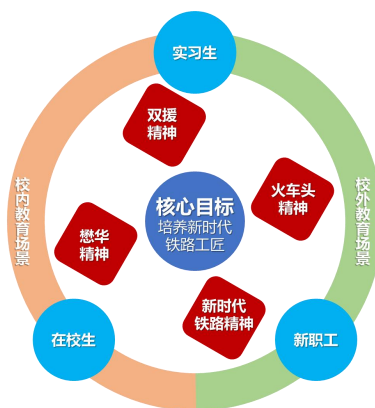 实习生
双援
精神
校内教育场景
核心目标
培养新时代
铁路工匠
火车头
精神
校外教育场景
懋华
精神
新时代
铁路精神
在校生
新职工